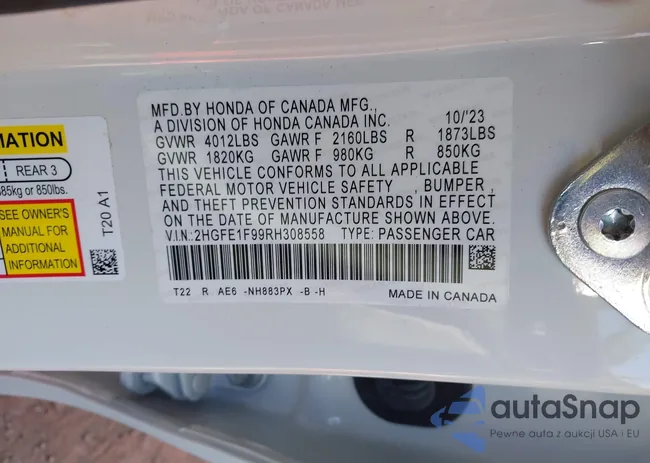 MFD.BY HONDA OF CANADA MFG.,
A DIVISION OF HONDA CANADA INC. 10/'23
GVWR 4012LBS GAWR F 2160LBS R 1873LBS
GVWR 1820KG GAWR F 980KG R 850KG
THIS VEHICLE CONFORMS TO ALL APPLICABLE
FEDERAL MOTOR VEHICLE SAFETY , BUMPER ,
AND THEFT PREVENTION STANDARDS IN EFFECT
ON THE DATE OF MANUFACTURE SHOWN ABOVE.
V.I.N.:2HGFE1F99RH308558 TYPE: PASSENGER CAR
T22 R AE6 -NH883PX -B -H
MADE IN CANADA
MATION
REAR 3
385kg or 850lbs.
SEE OWNER'S
MANUAL FOR
ADDITIONAL
INFORMATION
T20 A1
autaSnap
Pewne auta z aukcji USA i EU